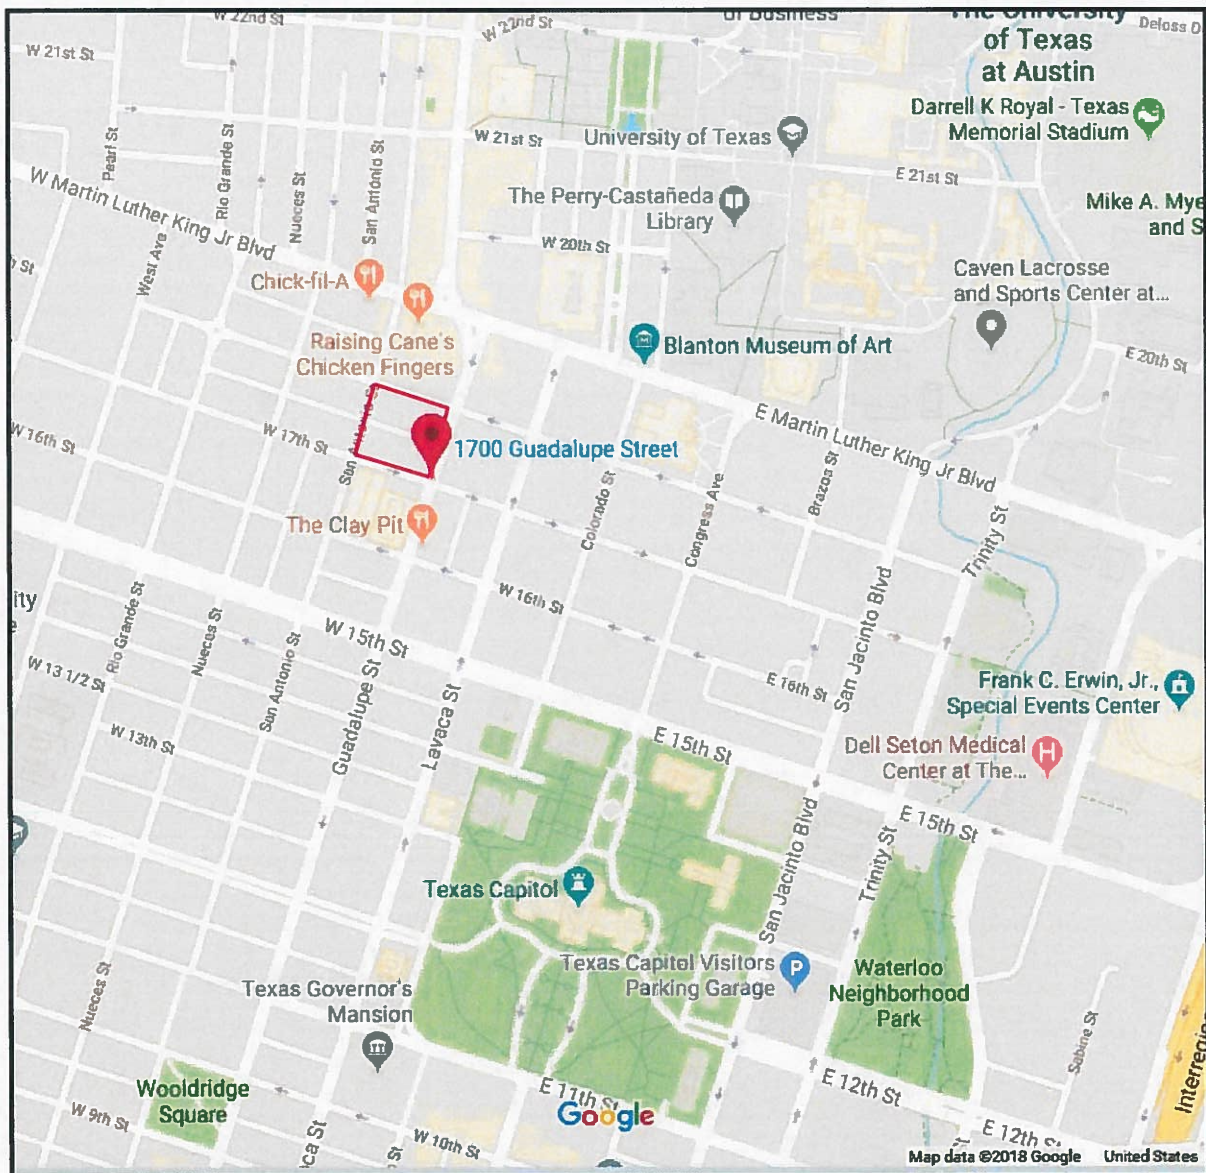 W 22nd St
W 22nd St
of Business
The University
of Texas
at Austin
Deloss D
W 21st St
Darrell K Royal - Texas
Memorial Stadium
University of Texas
W 21st St
Pearl St
Rio Grande St
Nueces St
San Antonio St
E 21st St
W Martin Luther King Jr Blvd
The Perry-Castañeda
Library
Mike A. Mye
and S
W 20th St
West Ave
Chick-fil-A
Caven Lacrosse
and Sports Center at...
Raising Cane's
Chicken Fingers
Blanton Museum of Art
E 20th St
W 16th St
W 17th St
San Antonio St
1700 Guadalupe Street
E Martin Luther King Jr Blvd
The Clay Pit
Colorado St
Congress Ave
Brazos St
Trinity St
W 16th St
San Jacinto Blvd
ity
Rio Grande St
Nueces St
San Antonio St
W 15th St
W 13 1/2 St
Guadalupe St
Lavaca St
E 16th St
Frank C. Erwin, Jr.,
Special Events Center
W 13th St
E 15th St
Dell Seton Medical
Center at The...
E 15th St
San Jacinto Blvd
Trinity St
Texas Capitol
Texas Capitol Visitors
Parking Garage
Waterloo
Neighborhood
Park
Texas Governor's
Mansion
Nueces St
Sabine St
Interregio
Wooldridge
Square
E 11th St
E 12th St
Google
W 9th St
W 10th St
aca St
St
E 12th St
Map data ©2018 Google
United States